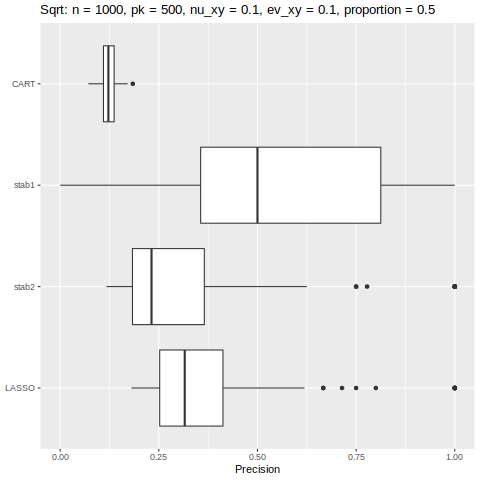 Sqrt: n = 1000, pk = 500, nu_xy = 0.1, ev_xy = 0.1, proportion = 0.5
CART
stab1
stab2
LASSO
0.00 0.25 0.50 0.75 1.00
Precision